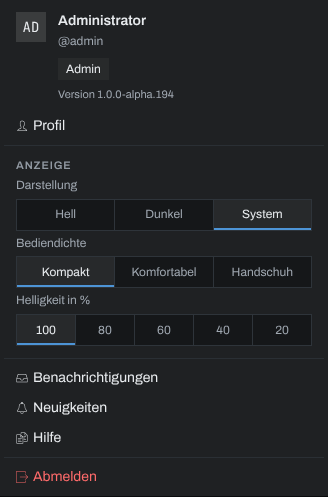 AD
Administrator
@admin
Admin
Version 1.0.0-alpha.194
Profil
ANZEIGE
Darstellung
Hell Dunkel System
Bediendichte
Kompakt Komfortabel Handschuh
Helligkeit in %
100 80 60 40 20
Benachrichtigungen
Neuigkeiten
Hilfe
Abmelden